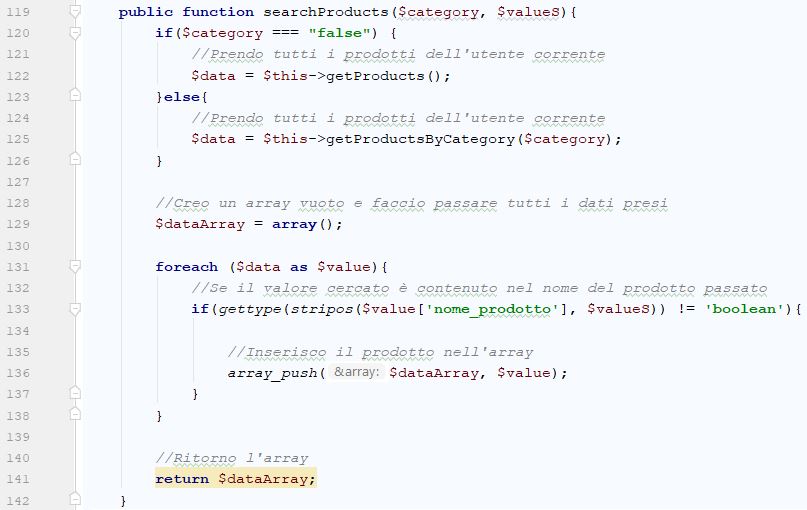 119 public function searchProducts($category, $valueS){
120 if($category === "false") {
121 //Prendo tutti i prodotti dell'utente corrente
122 $data = $this->getProducts();
123 }else{
124 //Prendo tutti i prodotti dell'utente corrente
125 $data = $this->getProductsByCategory($category);
126 }
127
128 //Creo un array vuoto e faccio passare tutti i dati presi
129 $dataArray = array();
130
131 foreach ($data as $value){
132 //Se il valore cercato è contenuto nel nome del prodotto passato
133 if(gettype(stripos($value['nome_prodotto'], $valueS)) != 'boolean'){
134
135 //Inserisco il prodotto nell'array
136 array_push( &array: $dataArray, $value);
137 }
138 }
139
140 //Ritorno l'array
141 return $dataArray;
142 }